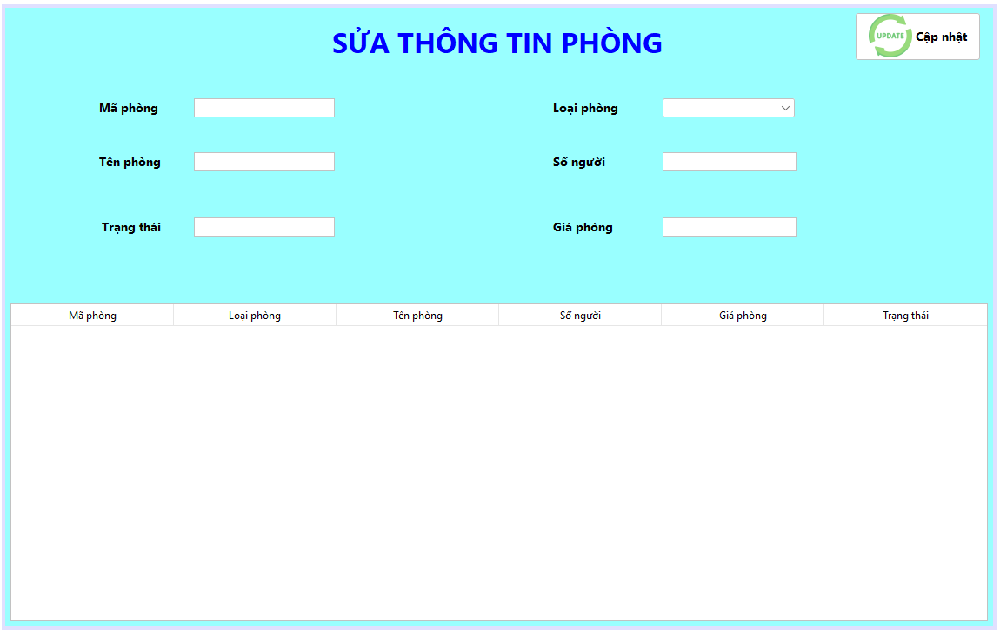 SỬA THÔNG TIN PHÒNG
UPDATE Cập nhật
Mã phòng
Loại phòng
Tên phòng
Số người
Trạng thái
Giá phòng
Mã phòng Loại phòng Tên phòng Số người Giá phòng Trạng thái